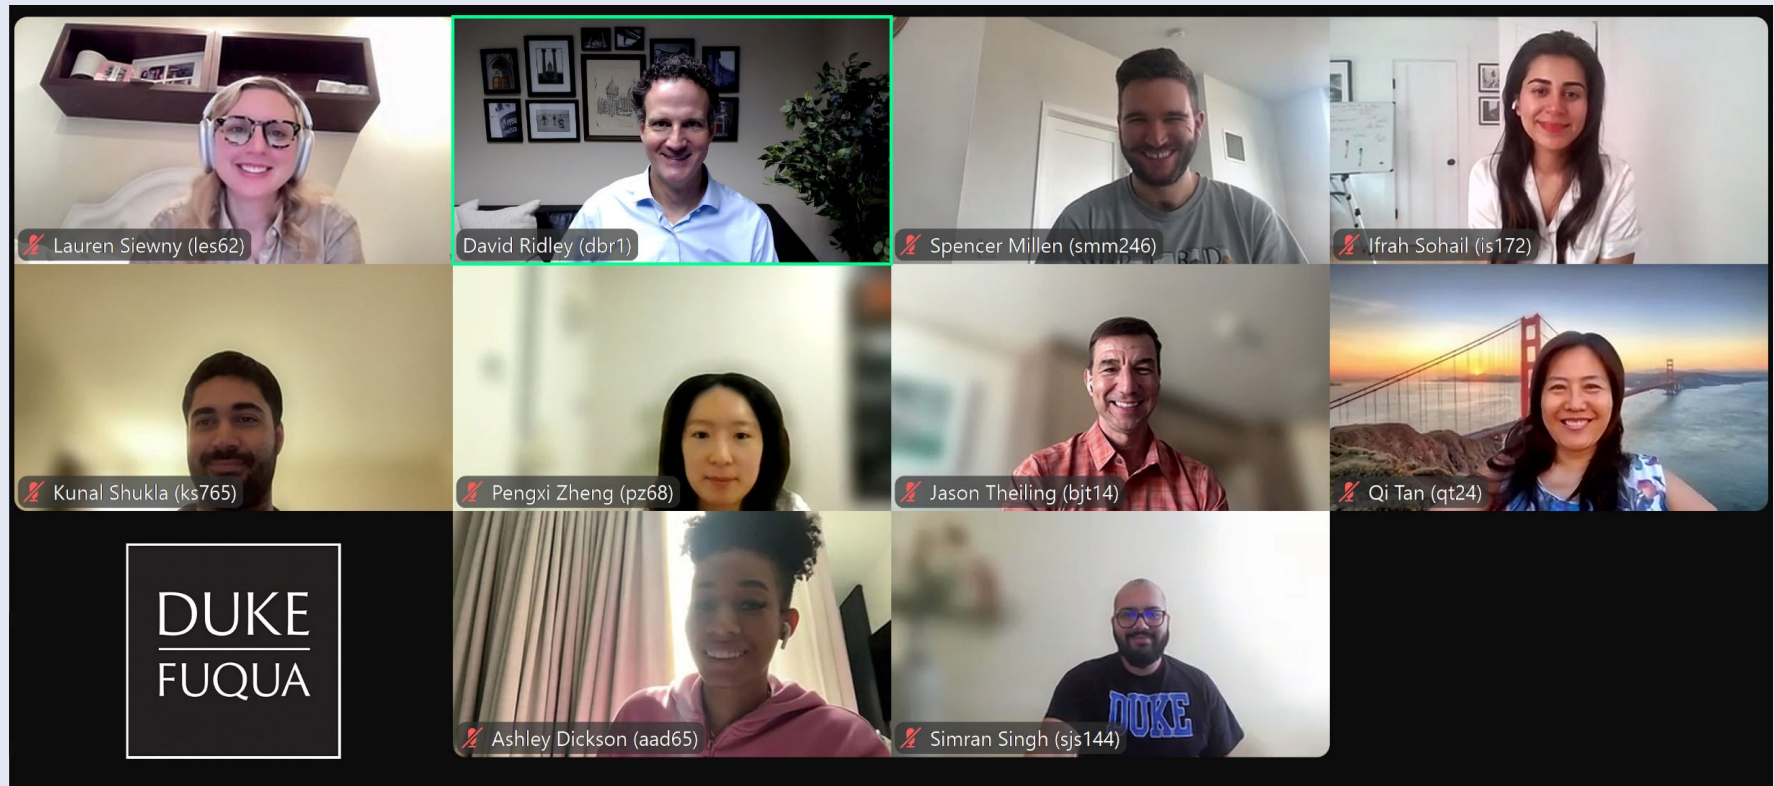 Lauren Siewny (les62)
David Ridley (dbr1)
Spencer Millen (smm246)
Ifrah Sohail (is172)
Kunal Shukla (ks765)
Pengxi Zheng (pz68)
Jason Theiling (bjt14)
Qi Tan (qt24)
DUKE
FUQUA
Ashley Dickson (aad65)
DUKE
Simran Singh (sjs144)